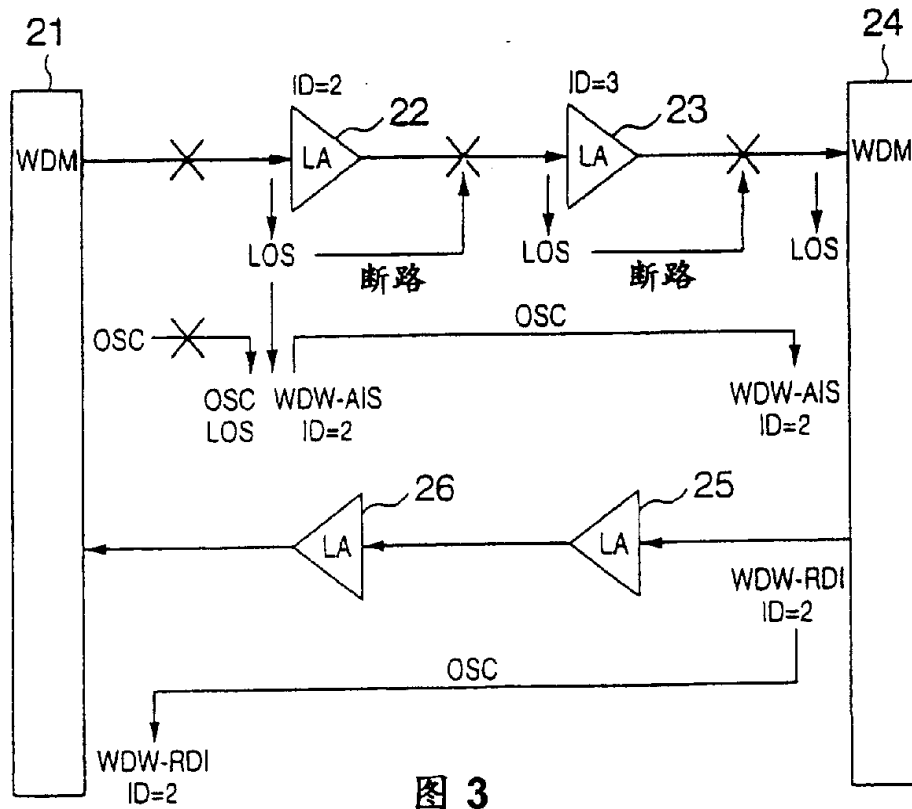 21
24
ID=2
22
ID=3
23
WDM
LA
LA
WDM
LOS
断路
LOS
断路
LOS
OSC
OSC
OSC
LOS
WDW-AIS
ID=2
WDW-AIS
ID=2
26
25
LA
LA
WDW-RDI
ID=2
OSC
WDW-RDI
ID=2
图 3